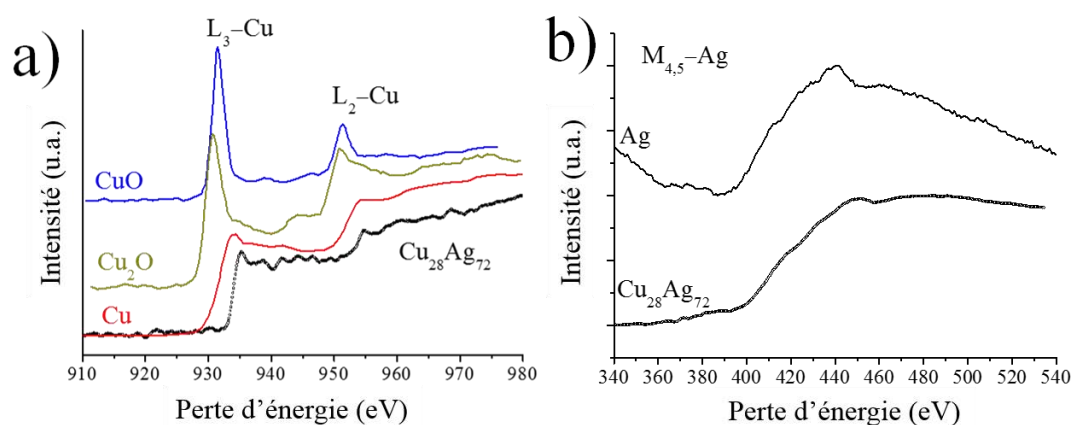 a)
L₃–Cu
L₂–Cu
CuO
Cu₂O
Cu
Cu₂₈Ag₇₂
Intensité (u.a.)
910 920 930 940 950 960 970 980
Perte d’énergie (eV)
b)
M₄,₅–Ag
Ag
Cu₂₈Ag₇₂
Intensité (u.a.)
340 360 380 400 420 440 460 480 500 520 540
Perte d’énergie (eV)